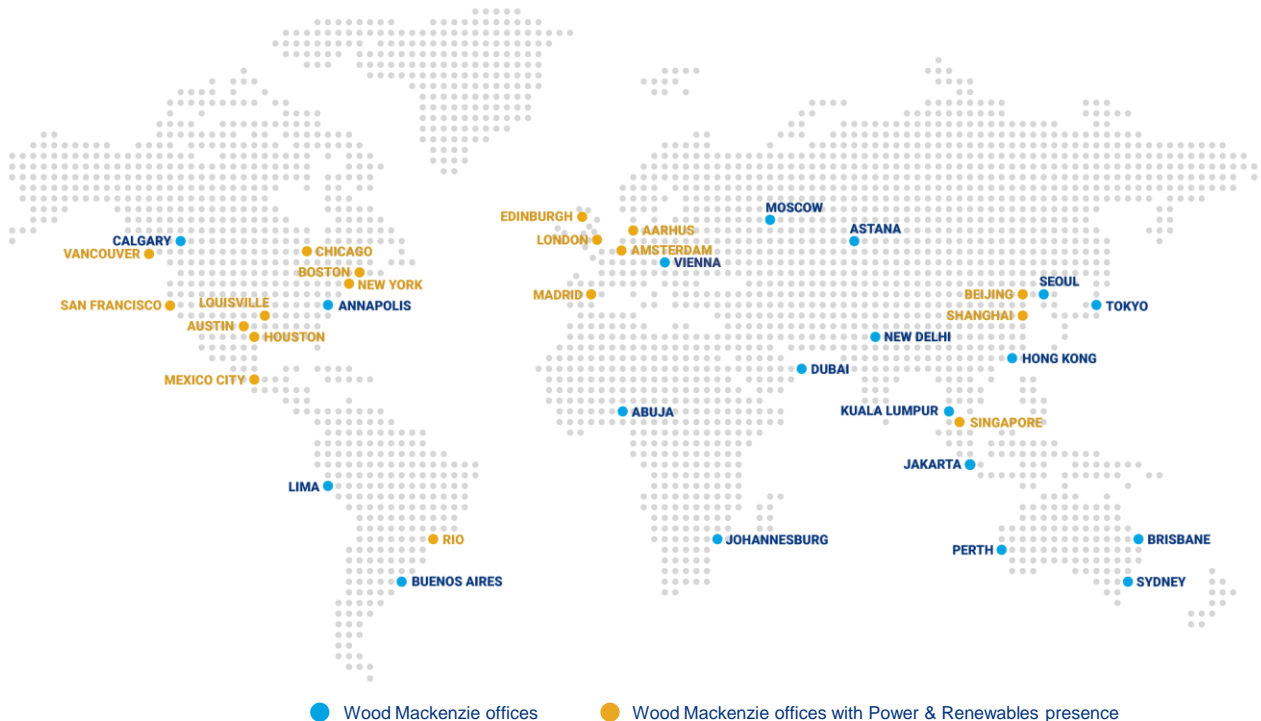 MOSCOW
EDINBURGH
AARHUS
ASTANA
CALGARY
LONDON
VANCOUVER
CHICAGO
AMSTERDAM
VIENNA
BOSTON
NEW YORK
SEOUL
MADRID
BEIJING
SAN FRANCISCO
LOUISVILLE
ANNAPOLIS
TOKYO
SHANGHAI
AUSTIN
HOUSTON
NEW DELHI
HONG KONG
DUBAI
MEXICO CITY
ABUJA
KUALA LUMPUR
SINGAPORE
JAKARTA
LIMA
RIO
JOHANNESBURG
BRISBANE
PERTH
BUENOS AIRES
SYDNEY
Wood Mackenzie offices
Wood Mackenzie offices with Power & Renewables presence